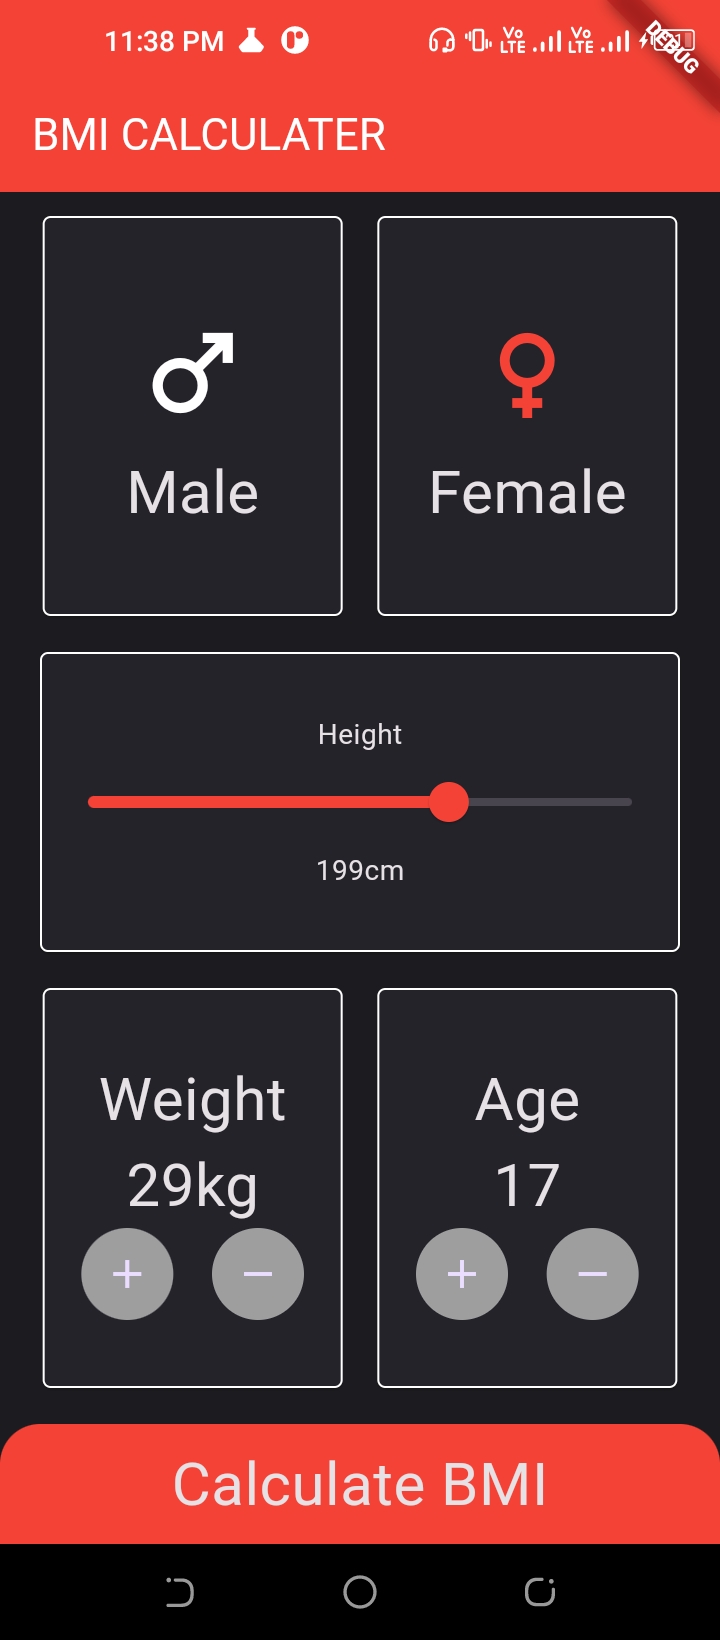 11:38 PM Vo LTE Vo LTE
DEBUG
BMI CALCULATER
Male Female
Height
199cm
Weight Age
29kg 17
+ − + −
Calculate BMI